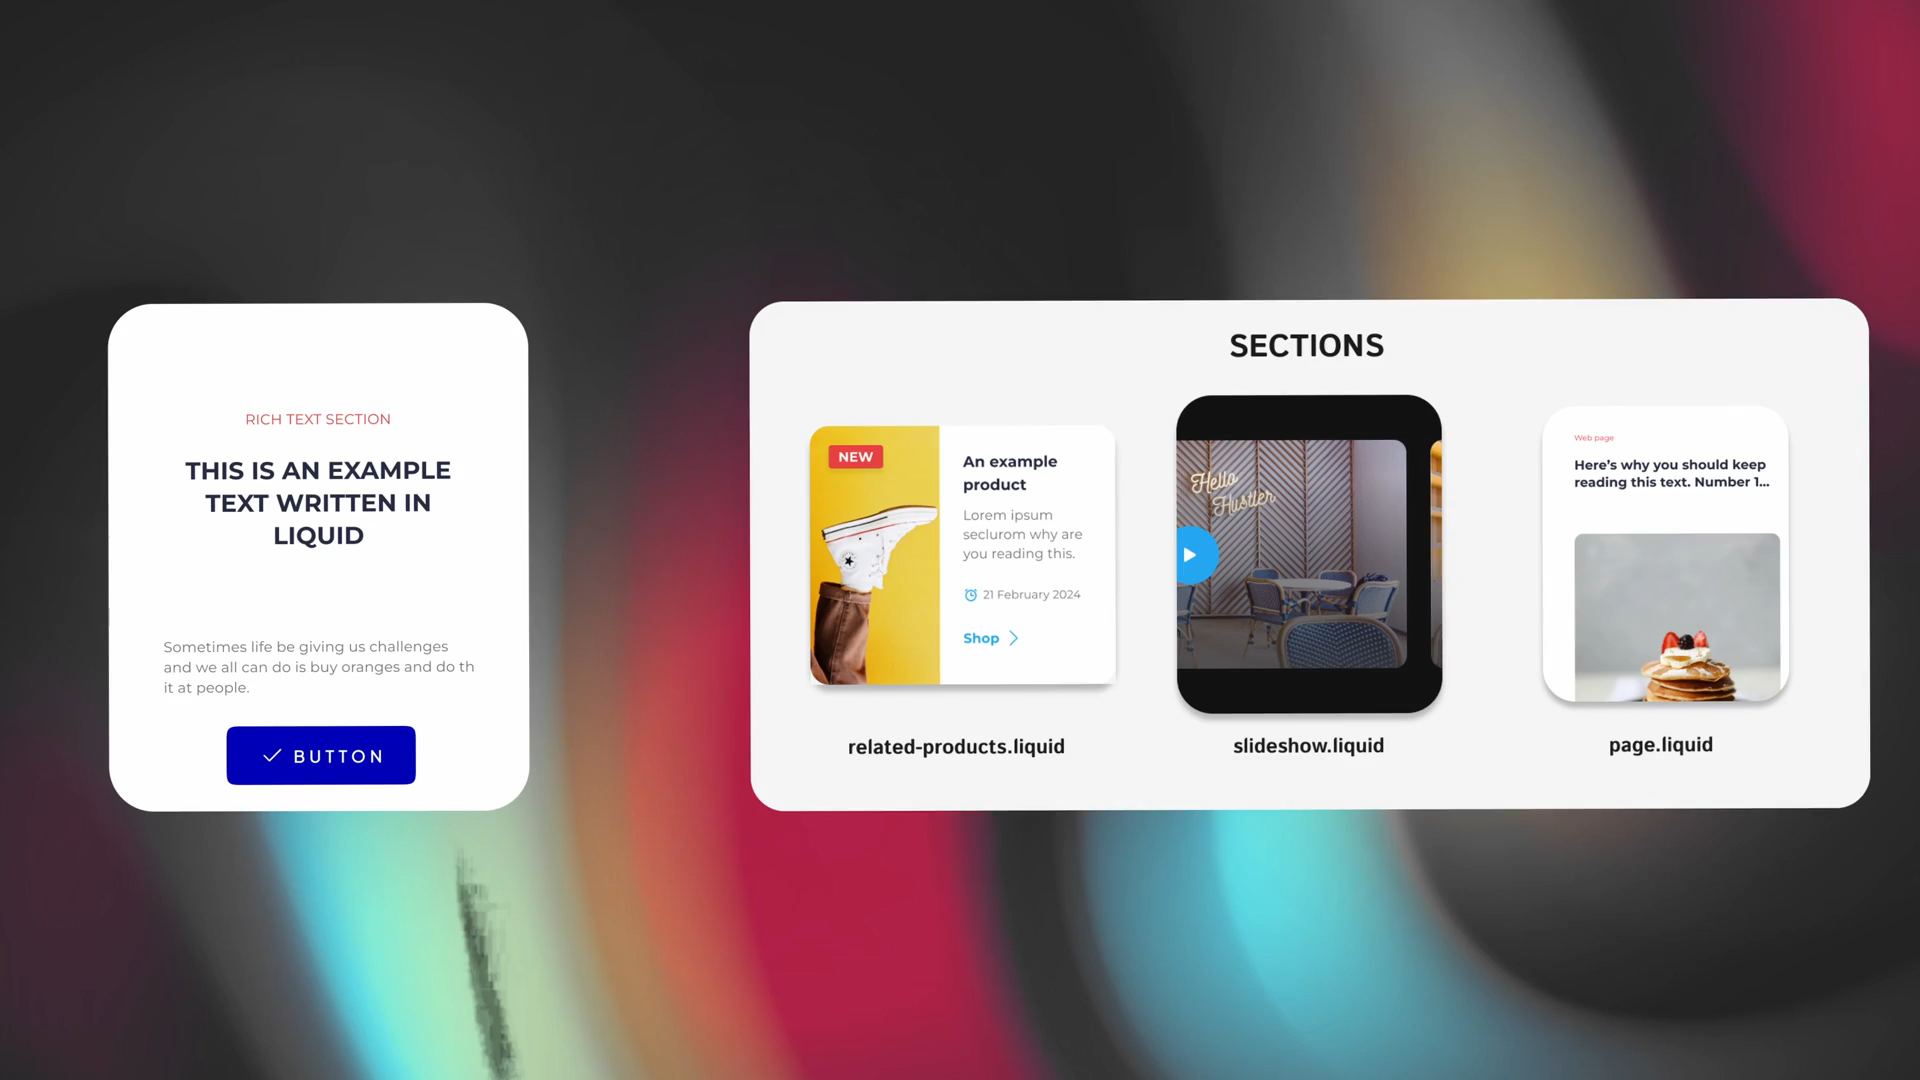 RICH TEXT SECTION
THIS IS AN EXAMPLE
TEXT WRITTEN IN
LIQUID
Sometimes life be giving us challenges
and we all can do is buy oranges and do th
it at people.
BUTTON
SECTIONS
NEW
An example
product
Lorem ipsum
seclurom why are
you reading this.
21 February 2024
Shop
related-products.liquid
Hello
Hustler
slideshow.liquid
Web page
Here's why you should keep
reading this text. Number 1...
page.liquid